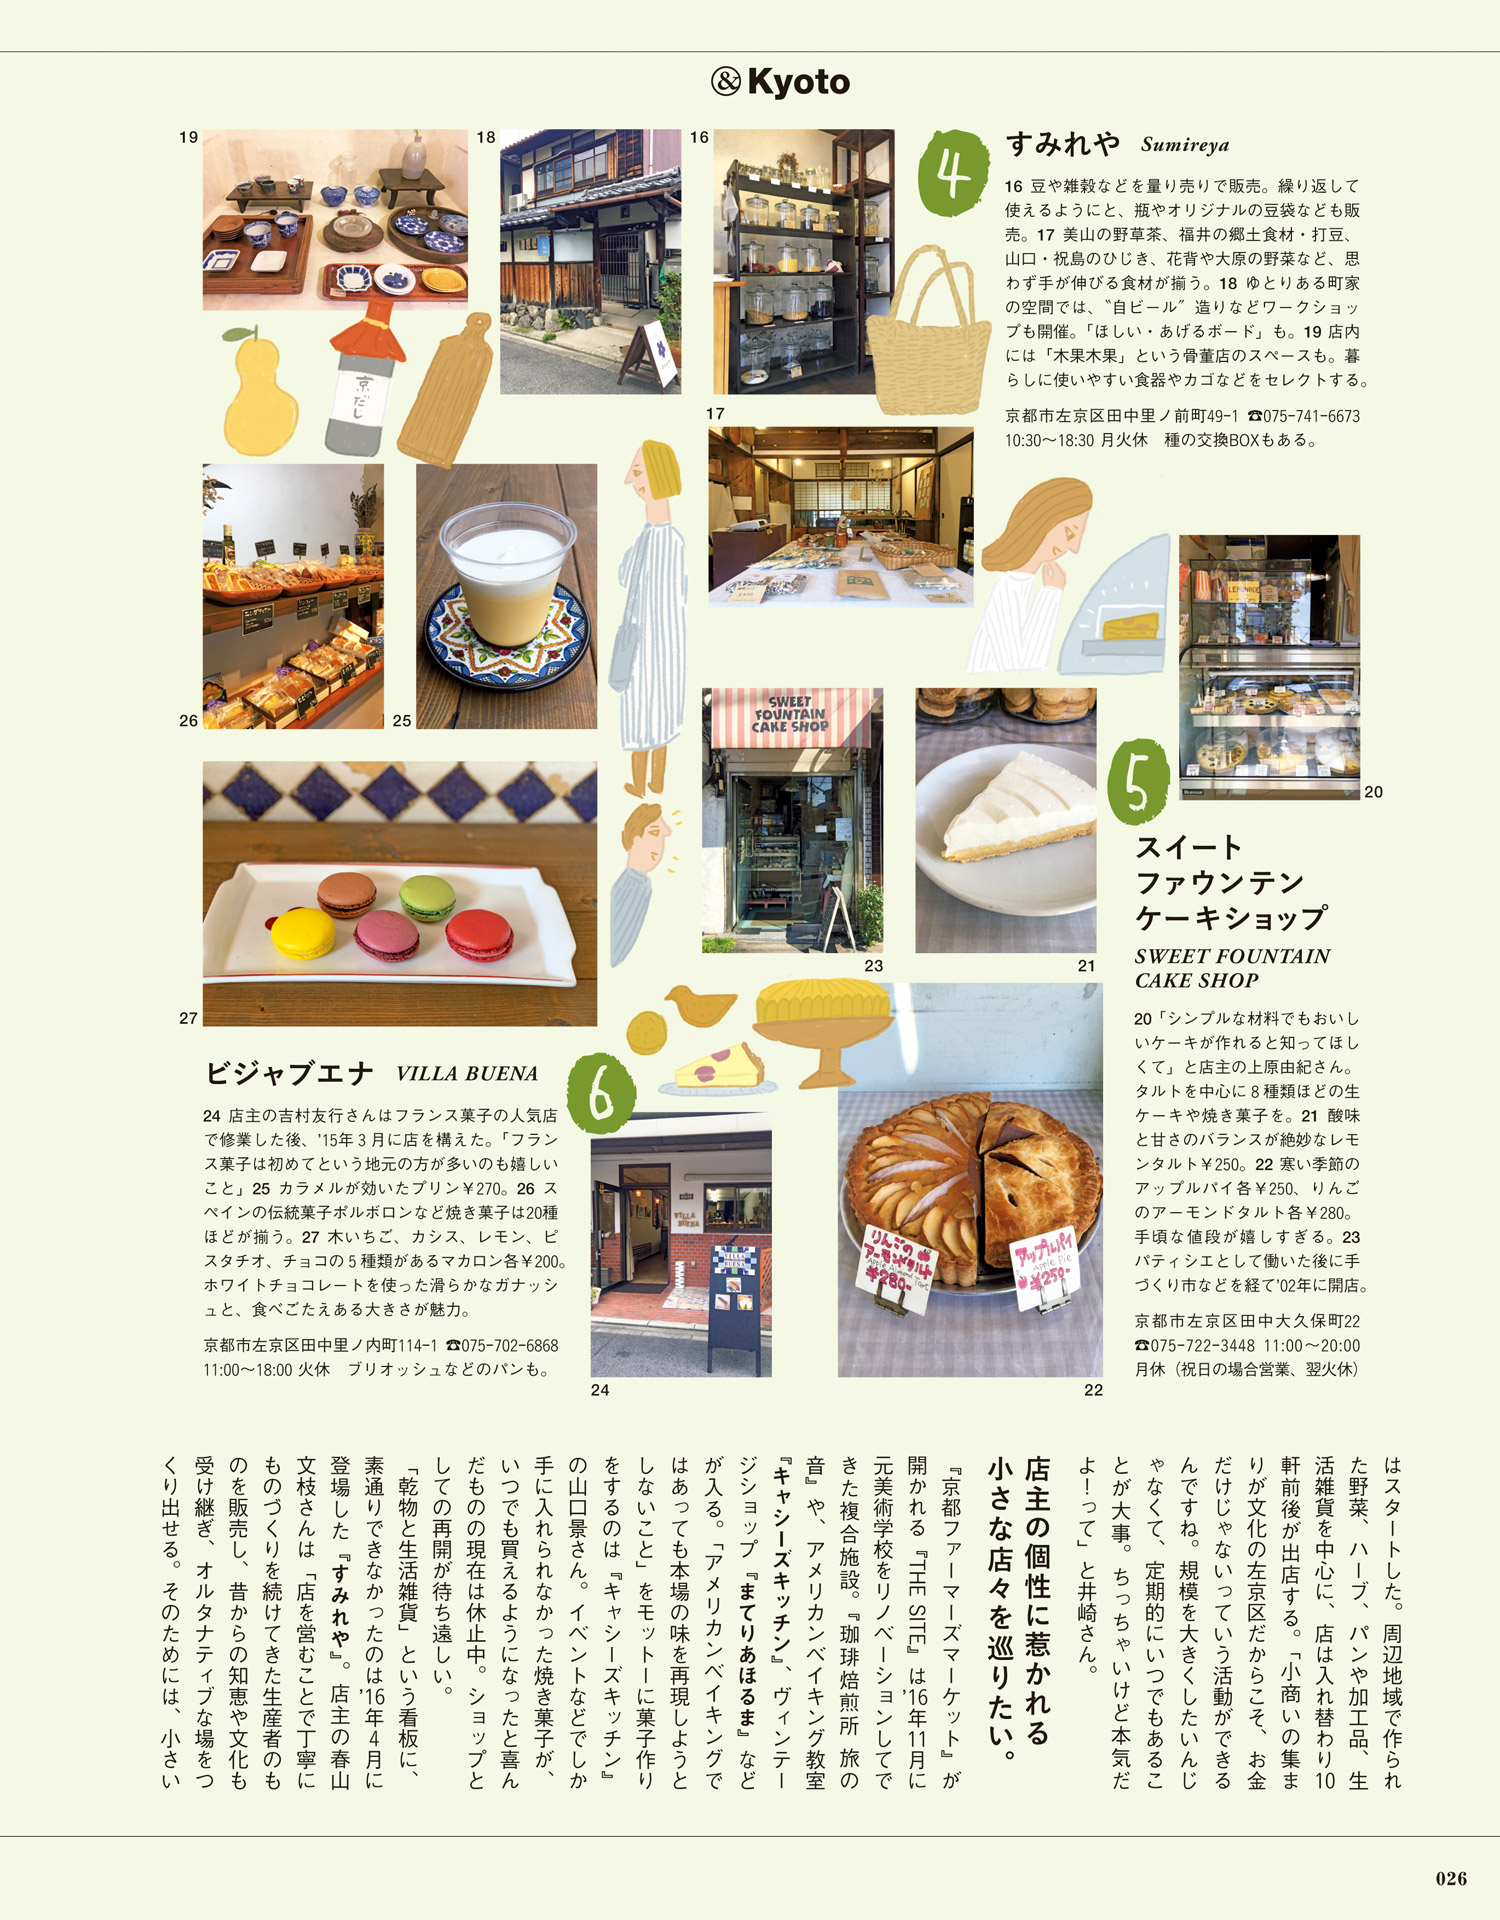 &Kyoto
4
すみれや Sumireya
16 豆や雑穀などを量り売りで販売。繰り返して
使えるようにと、瓶やオリジナルの豆袋なども販
売。17 美山の野草茶、福井の郷土食材・打豆、
山口・祝島のひじき、花背や大原の野菜など、思
わず手が伸びる食材が揃う。18 ゆとりある町家
の空間では、〝自ビール〟造りなどワークショッ
プも開催。「ほしい・あげるボード」も。19 店内
には「木果木果」という骨董店のスペースも。暮
らしに使いやすい食器やカゴなどをセレクトする。
京都市左京区田中里ノ前町49-1 ☎075-741-6673
10:30〜18:30 月火休　種の交換BOXもある。
19
18
16
17
京だし
26
25
27
20
21
23
SWEET
FOUNTAIN
CAKE SHOP
LEMONADE
5
スイート
ファウンテン
ケーキショップ
SWEET FOUNTAIN
CAKE SHOP
20「シンプルな材料でもおいし
いケーキが作れると知ってほし
くて」と店主の上原由紀さん。
タルトを中心に8種類ほどの生
ケーキや焼き菓子を。21 酸味
と甘さのバランスが絶妙なレモ
ンタルト¥250。22 寒い季節の
アップルパイ各¥250、りんご
のアーモンドタルト各¥280。
手頃な値段が嬉しすぎる。23
パティシエとして働いた後に手
づくり市などを経て'02年に開店。
京都市左京区田中大久保町22
☎075-722-3448 11:00〜20:00
月休（祝日の場合営業、翌火休）
6
ビジャブエナ VILLA BUENA
24 店主の吉村友行さんはフランス菓子の人気店
で修業した後、'15年3月に店を構えた。「フラン
ス菓子は初めてという地元の方が多いのも嬉しい
こと」25 カラメルが効いたプリン¥270。26 ス
ペインの伝統菓子ポルボロンなど焼き菓子は20種
ほどが揃う。27 木いちご、カシス、レモン、ピ
スタチオ、チョコの5種類があるマカロン各¥200。
ホワイトチョコレートを使った滑らかなガナッシ
ュと、食べごたえある大きさが魅力。
京都市左京区田中里ノ内町114-1 ☎075-702-6868
11:00〜18:00 火休　ブリオッシュなどのパンも。
VILLA
BUENA
VILLA
BUENA
24
りんごの
アーモンドタルト
Apple Almond Tart
¥280-
アップルパイ
Apple Pie
¥250-
22
はスタートした。周辺地域で作られ
た野菜、ハーブ、パンや加工品、生
活雑貨を中心に、店は入れ替わり10
軒前後が出店する。「小商いの集ま
りが文化の左京区だからこそ、お金
だけじゃないっていう活動ができる
んですね。規模を大きくしたいんじ
ゃなくて、定期的にいつでもあるこ
とが大事。ちっちゃいけど本気だ
よ！って」と井崎さん。
店主の個性に惹かれる
小さな店々を巡りたい。
『京都ファーマーズマーケット』が
開かれる『THE SITE』は'16年11月に
元美術学校をリノベーションしてで
きた複合施設。『珈琲焙煎所 旅の
音』や、アメリカンベイキング教室
『キャシーズキッチン』、ヴィンテー
ジショップ『まてりあほるま』など
が入る。「アメリカンベイキングで
はあっても本場の味を再現しようと
しないこと」をモットーに菓子作り
をするのは『キャシーズキッチン』
の山口景さん。イベントなどでしか
手に入れられなかった焼き菓子が、
いつでも買えるようになったと喜ん
だものの現在は休止中。ショップと
しての再開が待ち遠しい。
「乾物と生活雑貨」という看板に、
素通りできなかったのは'16年4月に
登場した『すみれや』。店主の春山
文枝さんは「店を営むことで丁寧に
ものづくりを続けてきた生産者のも
のを販売し、昔からの知恵や文化も
受け継ぎ、オルタナティブな場をつ
くり出せる。そのためには、小さい
026